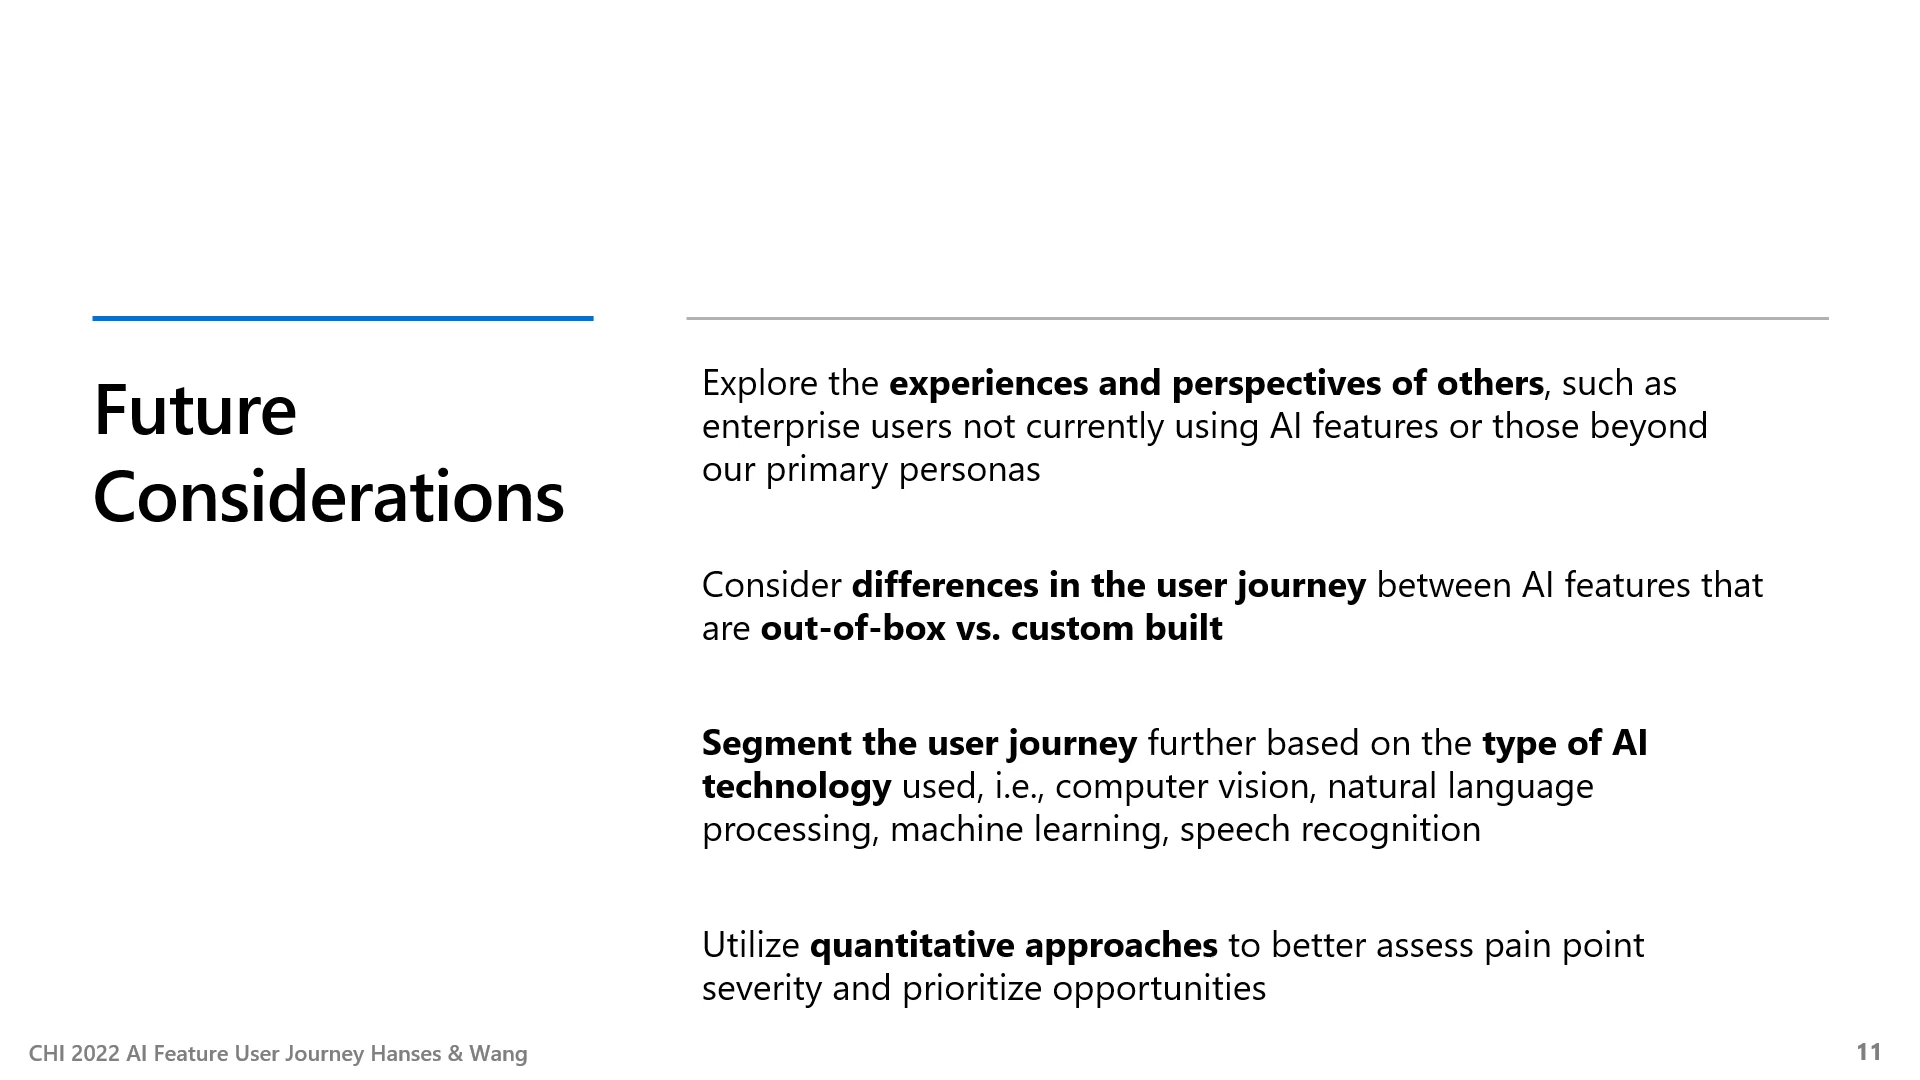 Future
Considerations
Explore the experiences and perspectives of others, such as
enterprise users not currently using AI features or those beyond
our primary personas
Consider differences in the user journey between AI features that
are out-of-box vs. custom built
Segment the user journey further based on the type of AI
technology used, i.e., computer vision, natural language
processing, machine learning, speech recognition
Utilize quantitative approaches to better assess pain point
severity and prioritize opportunities
CHI 2022 AI Feature User Journey Hanses & Wang
11